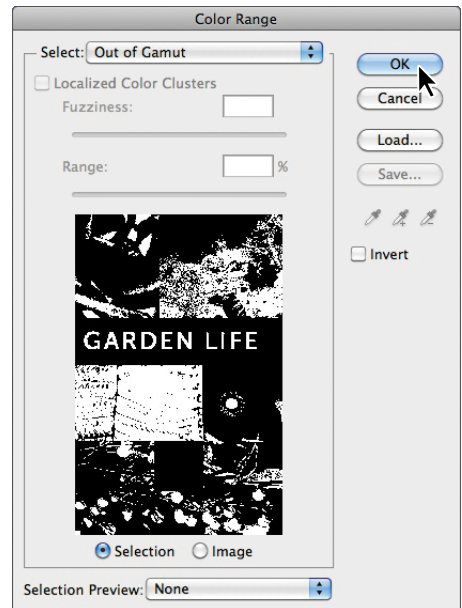 Color Range
Select: Out of Gamut
Localized Color Clusters
Fuzziness:
Range: %
OK
Cancel
Load...
Save...
Invert
GARDEN LIFE
Selection Image
Selection Preview: None